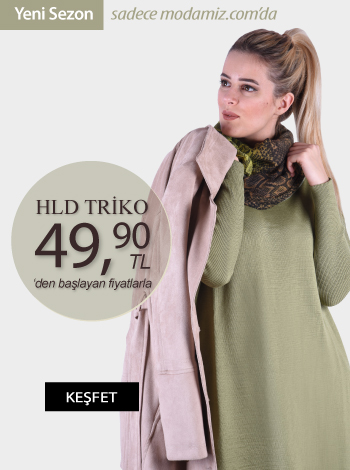 Yeni Sezon sadece modamiz.com'da
HLD TRİKO
49,90
TL
'den başlayan fiyatlarla
KEŞFET